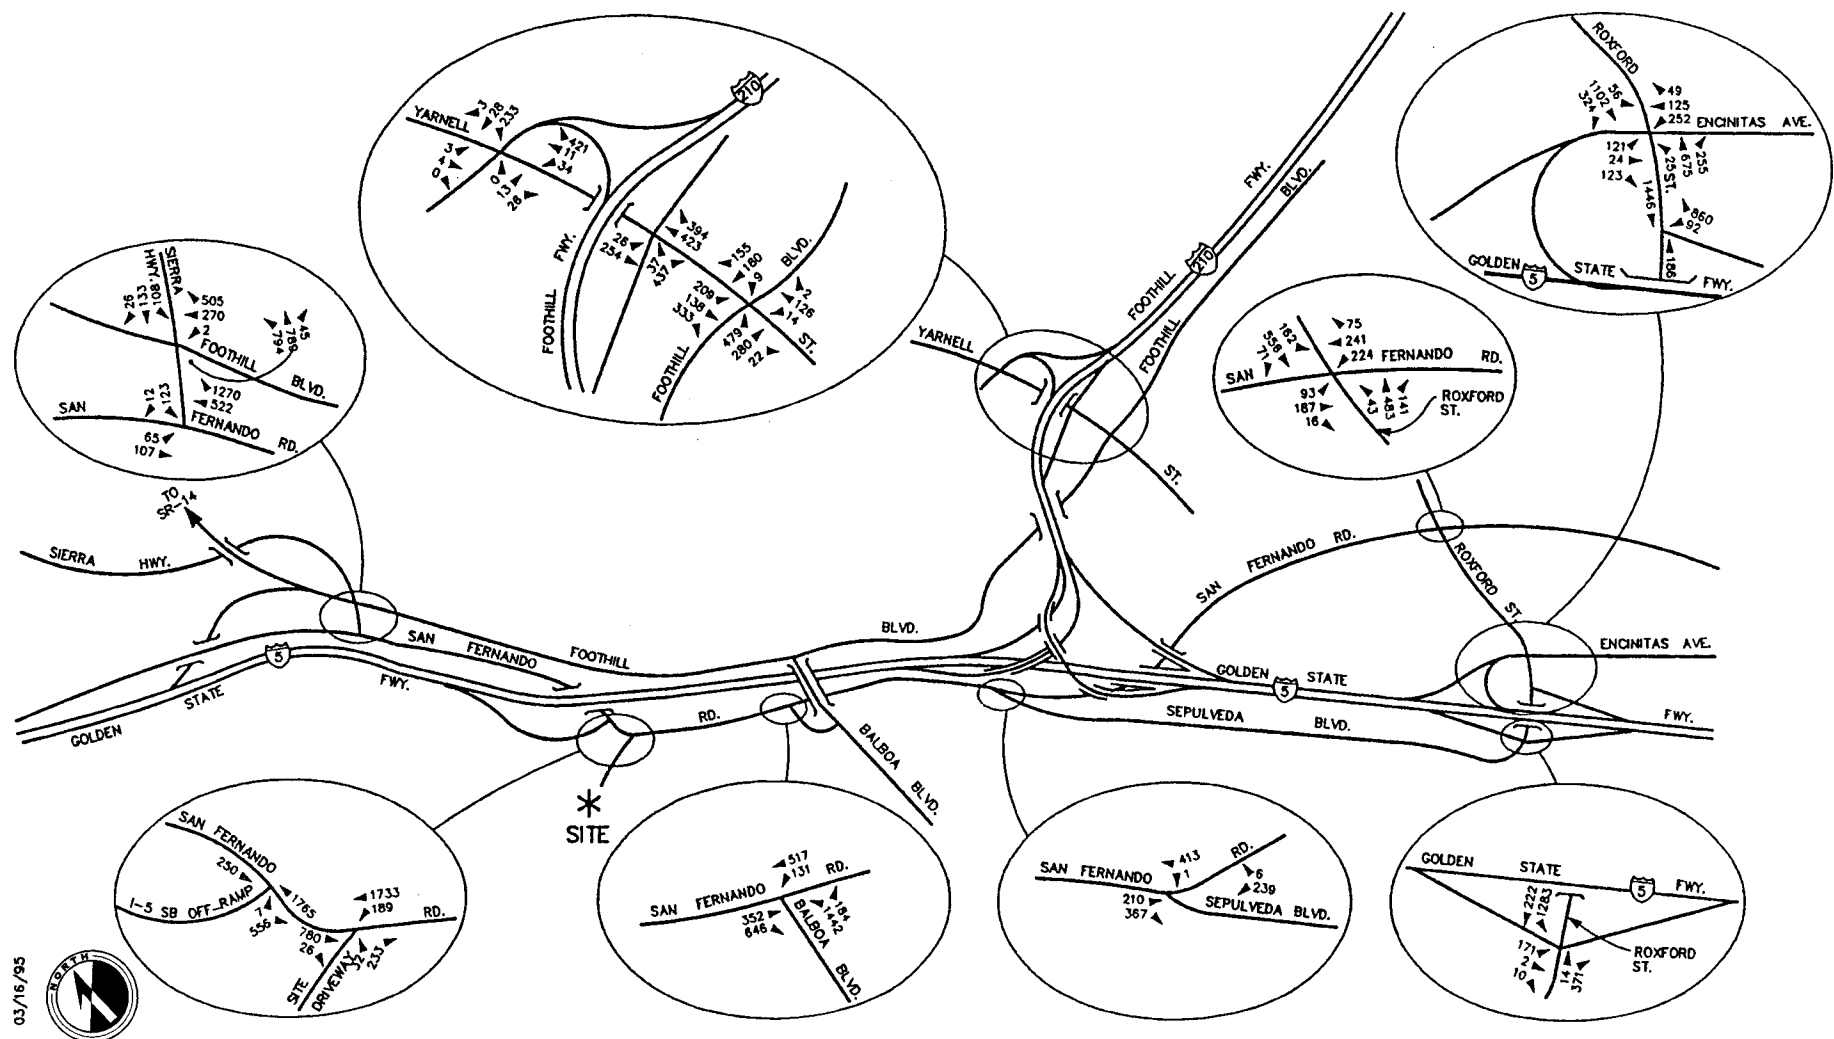 YARNELL
3
28
233
3
4
0
0
13
28
421
11
34
210
FWY.
FOOTHILL
26
254
394
423
37
437
155
180
9
BLVD.
209
138
333
2
126
14
479
280
22
FOOTHILL
ST.
ROXFORD
1102
324
56
49
125
252
ENCINITAS AVE.
121
24
123
25
675
255
ST.
1446
860
92
186
GOLDEN
5
STATE
FWY.
SIERRA
HWY.
26
133
108
505
270
2
764
789
45
FOOTHILL
BLVD.
1270
522
SAN
12
123
FERNANDO
RD.
65
107
FWY.
BLVD.
FOOTHILL
210
FOOTHILL
YARNELL
ST.
162
558
71
75
241
224
SAN
FERNANDO
RD.
93
187
16
43
483
141
ROXFORD
ST.
TO
SR-14
SIERRA
HWY.
SAN
FERNANDO
RD.
ROXFORD
ST.
ENCINITAS AVE.
SAN
FERNANDO
FOOTHILL
BLVD.
5
GOLDEN
STATE
FWY.
GOLDEN
STATE
5
FWY.
RD.
BALBOA
BLVD.
SEPULVEDA
BLVD.
*
SITE
SAN FERNANDO
250
I-5 SB OFF-RAMP
1765
7
556
1733
189
RD.
780
26
32
233
SITE
DRIVEWAY
517
131
RD.
SAN
FERNANDO
352
646
184
1442
BALBOA
BLVD.
SAN
FERNANDO
413
1
RD.
6
239
210
367
SEPULVEDA BLVD.
GOLDEN
STATE
5
FWY.
222
1283
171
2
10
14
371
ROXFORD
ST.
03/16/95
NORTH